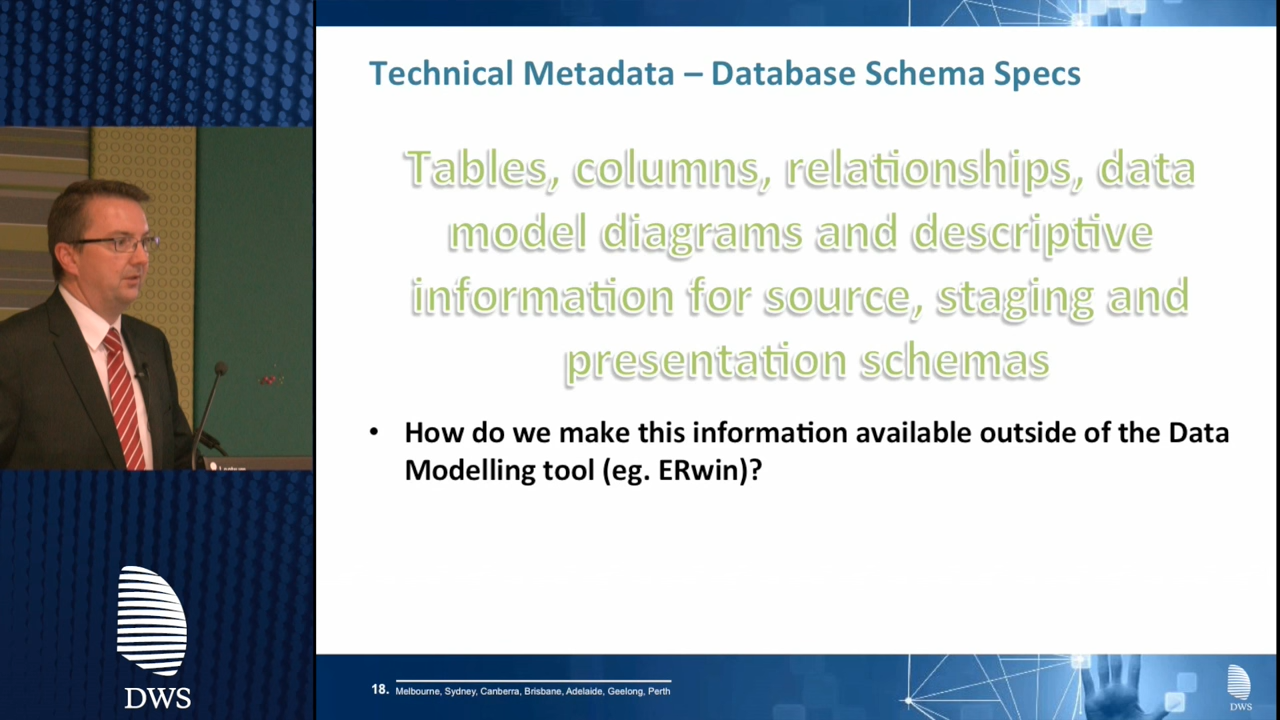 Technical Metadata – Database Schema Specs
Tables, columns, relationships, data
model diagrams and descriptive
information for source, staging and
presentation schemas
• How do we make this information available outside of the Data
Modelling tool (eg. ERwin)?
18. Melbourne, Sydney, Canberra, Brisbane, Adelaide, Geelong, Perth
DWS
DWS